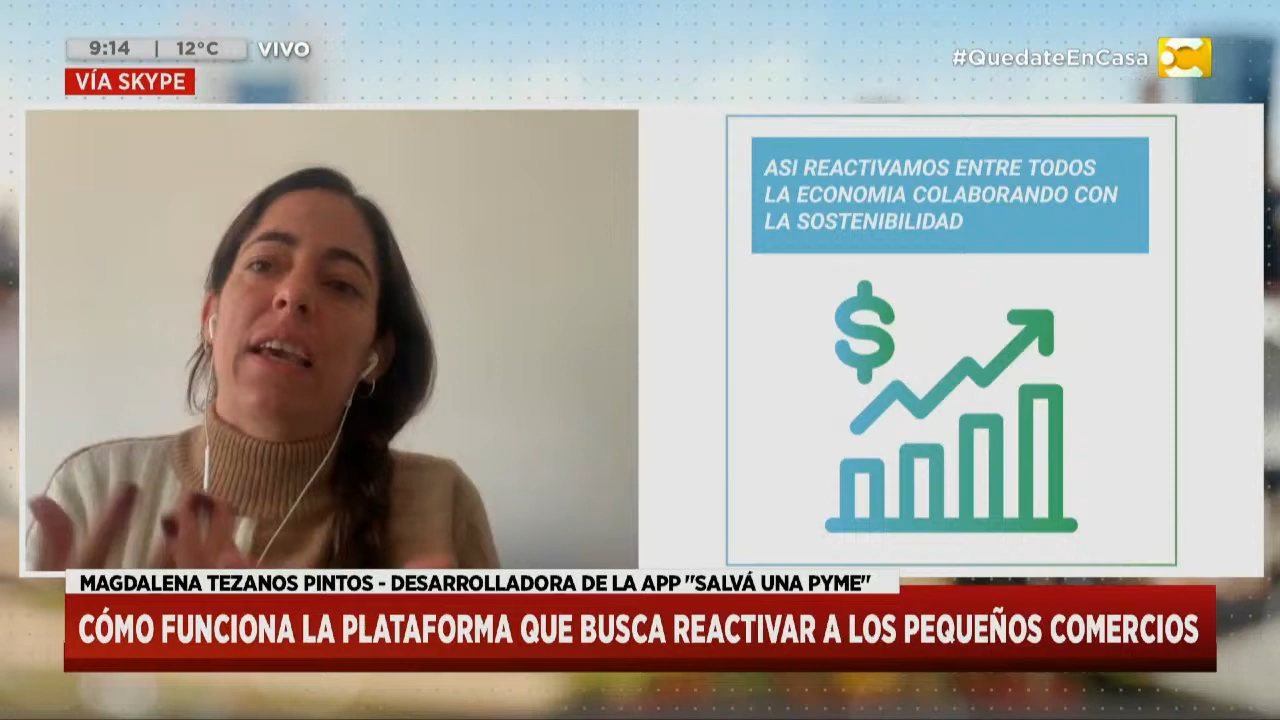 9:14 | 12°C VIVO
#QuedateEnCasa
VÍA SKYPE
ASI REACTIVAMOS ENTRE TODOS
LA ECONOMIA COLABORANDO CON
LA SOSTENIBILIDAD
$
MAGDALENA TEZANOS PINTOS - DESARROLLADORA DE LA APP "SALVÁ UNA PYME"
CÓMO FUNCIONA LA PLATAFORMA QUE BUSCA REACTIVAR A LOS PEQUEÑOS COMERCIOS